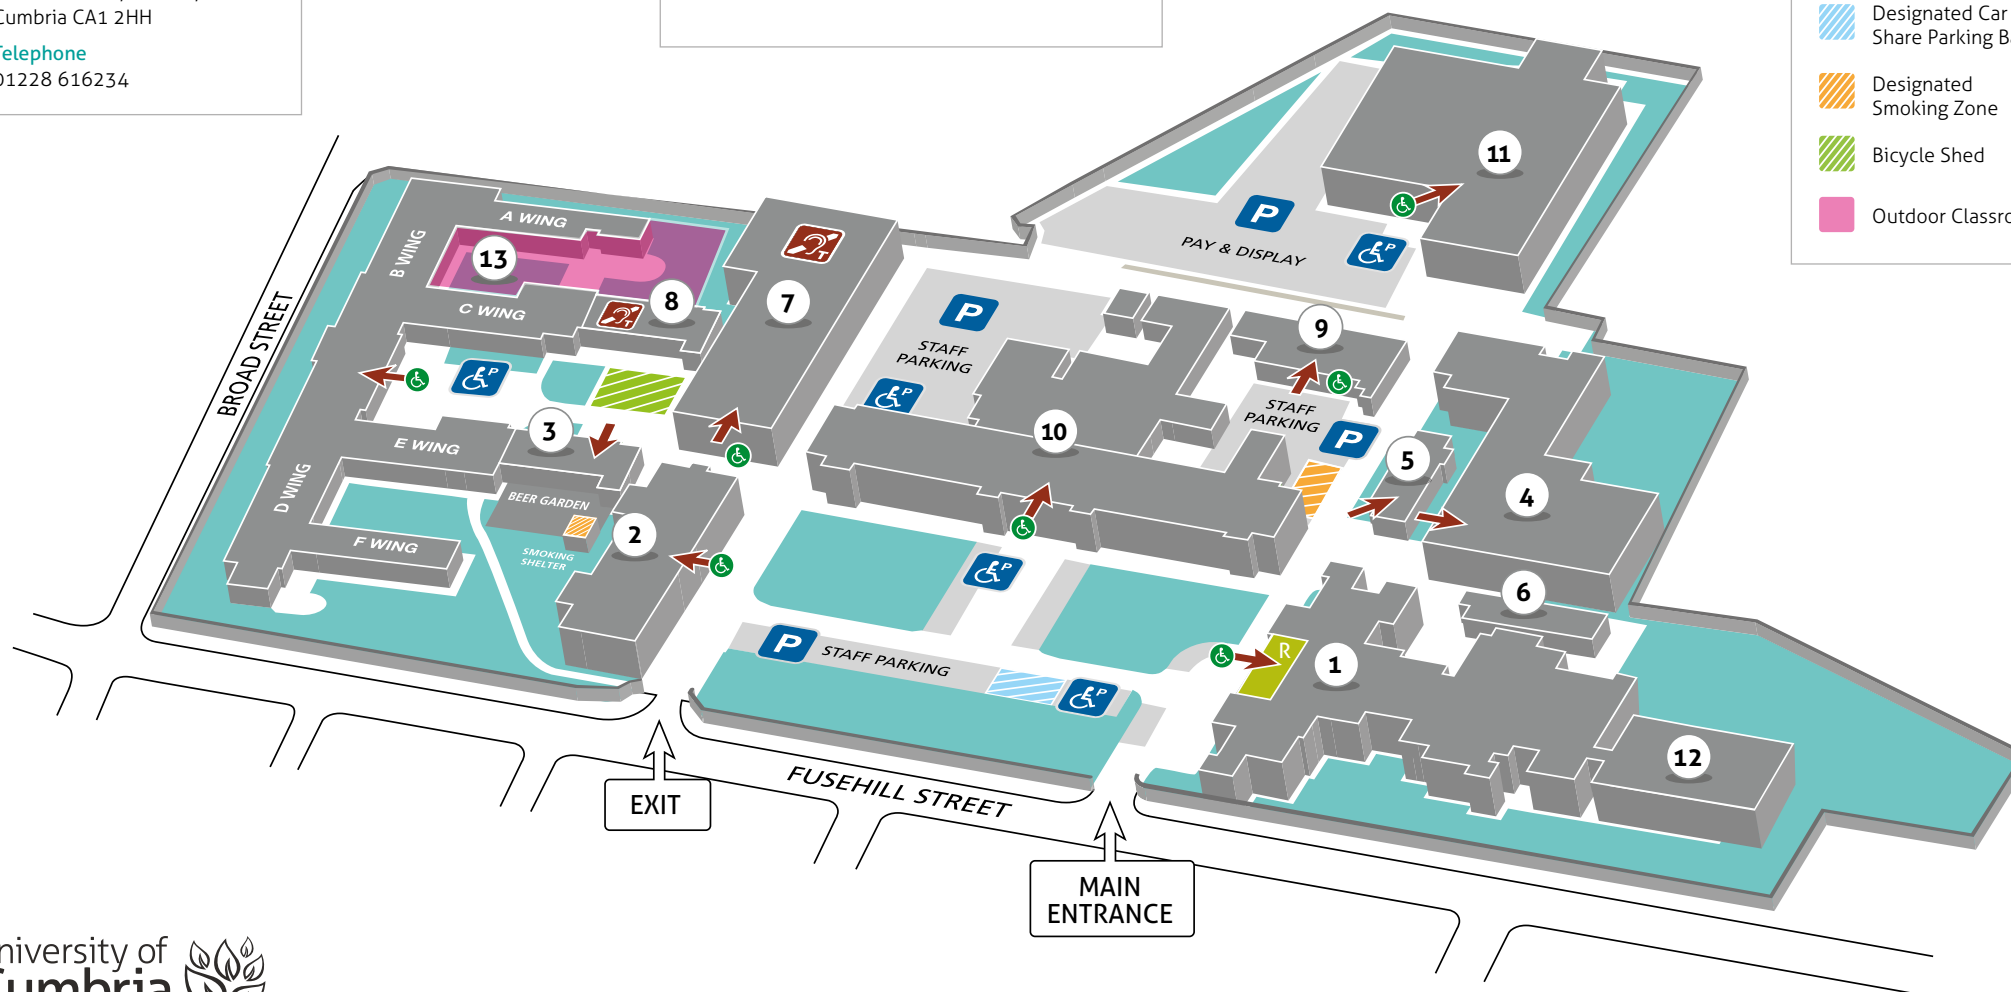 Cumbria CA1 2HH
Telephone
01228 616234
Designated Car
Share Parking
Designated
Smoking Zone
Bicycle Shed
Outdoor
11
P
PAY & DISPLAY
P
A WING
B WING
13
C WING
T
8
T
7
P
STAFF
PARKING
P
9
STAFF
PARKING
P
BROAD STREET
P
3
E WING
D WING
BEER GARDEN
SMOKING
SHELTER
F WING
2
10
5
4
P
6
P
STAFF PARKING
P
R
1
12
EXIT
FUSEHILL STREET
MAIN
ENTRANCE
University of
Cumbria